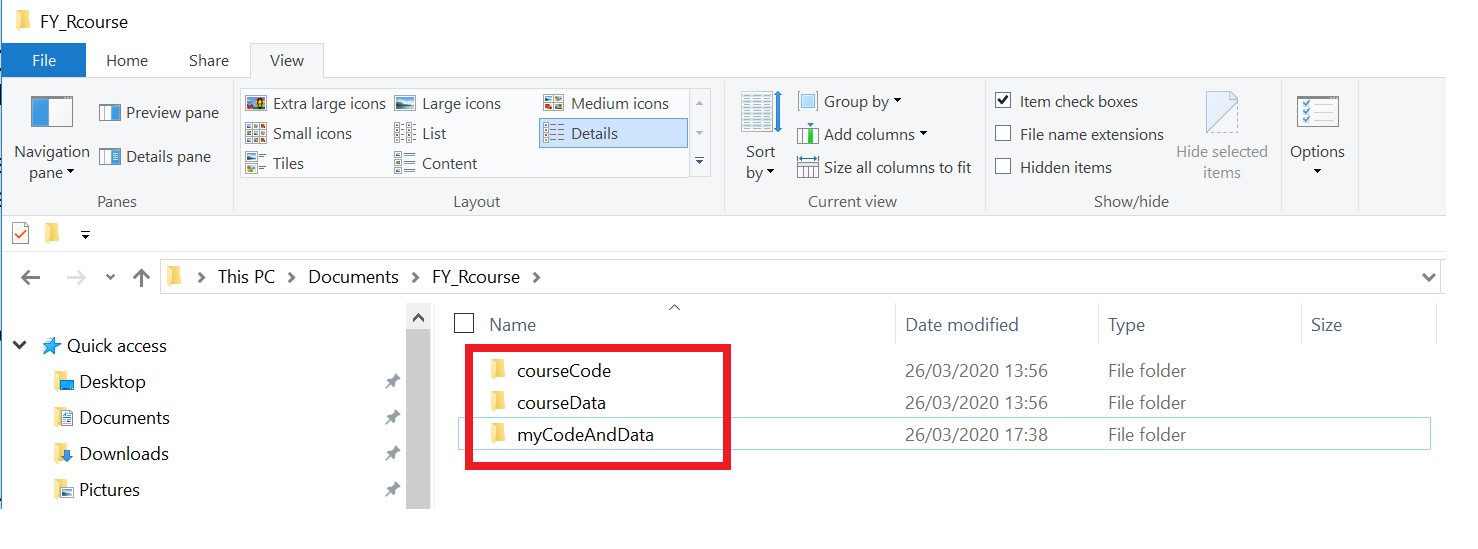 FY_Rcourse
File Home Share View
Extra large icons Large icons Medium icons
Small icons List Details
Tiles Content
Navigation pane
Preview pane
Details pane
Sort by
Group by
Add columns
Size all columns to fit
Item check boxes
File name extensions
Hidden items
Hide selected items
Options
Panes Layout Current view Show/hide
This PC Documents FY_Rcourse
Name Date modified Type Size
Quick access
Desktop
Documents
Downloads
Pictures
courseCode 26/03/2020 13:56 File folder
courseData 26/03/2020 13:56 File folder
myCodeAndData 26/03/2020 17:38 File folder